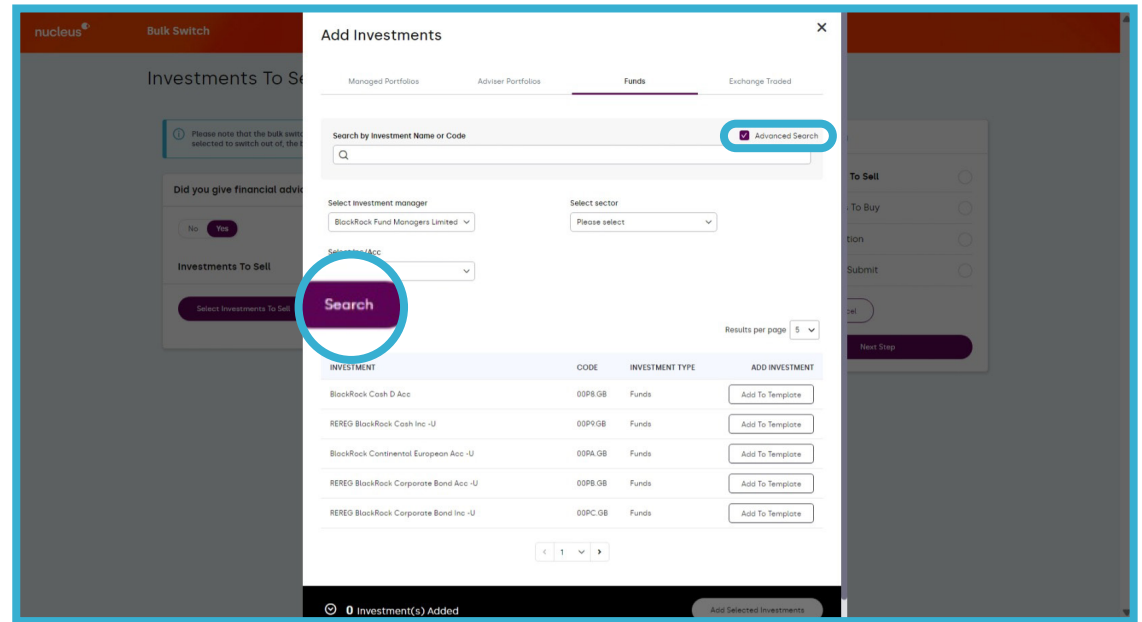 nucleus
Bulk Switch
Add Investments
Investments To Se
Managed Portfolios
Adviser Portfolios
Funds
Exchange Traded
Please note that the bulk switc
selected to switch out of, the b
Search by Investment Name or Code
Advanced Search
Did you give financial advic
No
Yes
Select investment manager
BlackRock Fund Managers Limited
Select sector
Please select
To Sell
To Buy
tion
Submit
cel
Next Step
Investments To Sell
Select Investments To Sell
Search
Results per page
5
INVESTMENT
CODE
INVESTMENT TYPE
ADD INVESTMENT
BlackRock Cash D Acc
00P8.GB
Funds
Add To Template
REREG BlackRock Cash Inc -U
00P9.GB
Funds
Add To Template
BlackRock Continental European Acc -U
00PA.GB
Funds
Add To Template
REREG BlackRock Corporate Bond Acc -U
00PB.GB
Funds
Add To Template
REREG BlackRock Corporate Bond Inc -U
00PC.GB
Funds
Add To Template
1
0 Investment(s) Added
Add Selected Investments